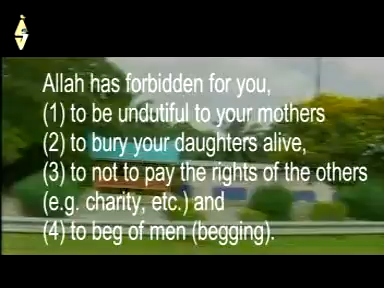 Allah has forbidden for you,
(1) to be undutiful to your mothers
(2) to bury your daughters alive,
(3) to not to pay the rights of the others
(e.g. charity, etc.) and
(4) to beg of men (begging).